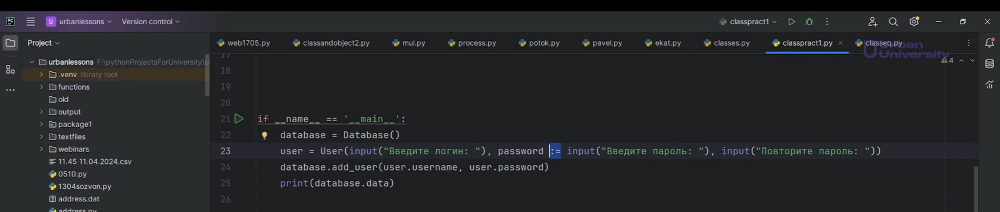 PC
U urbanlessons Version control classpract1
Project web1705.py classandobject2.py mul.py process.py potok.py pavel.py ekat.py classes.py classpract1.py classeq.py
Urban
University
4
urbanlessons F:\pythonProjectsForUniversity\u
.venv library root
functions
old
output
package1
textfiles
webinars
11.45 11.04.2024.csv
0510.py
1304sozvon.py
address.dat
address.py
17
18
19
20
21 if __name__ == '__main__':
22 database = Database()
23 user = User(input("Введите логин: "), password := input("Введите пароль: "), input("Повторите пароль: "))
24 database.add_user(user.username, user.password)
25 print(database.data)
26